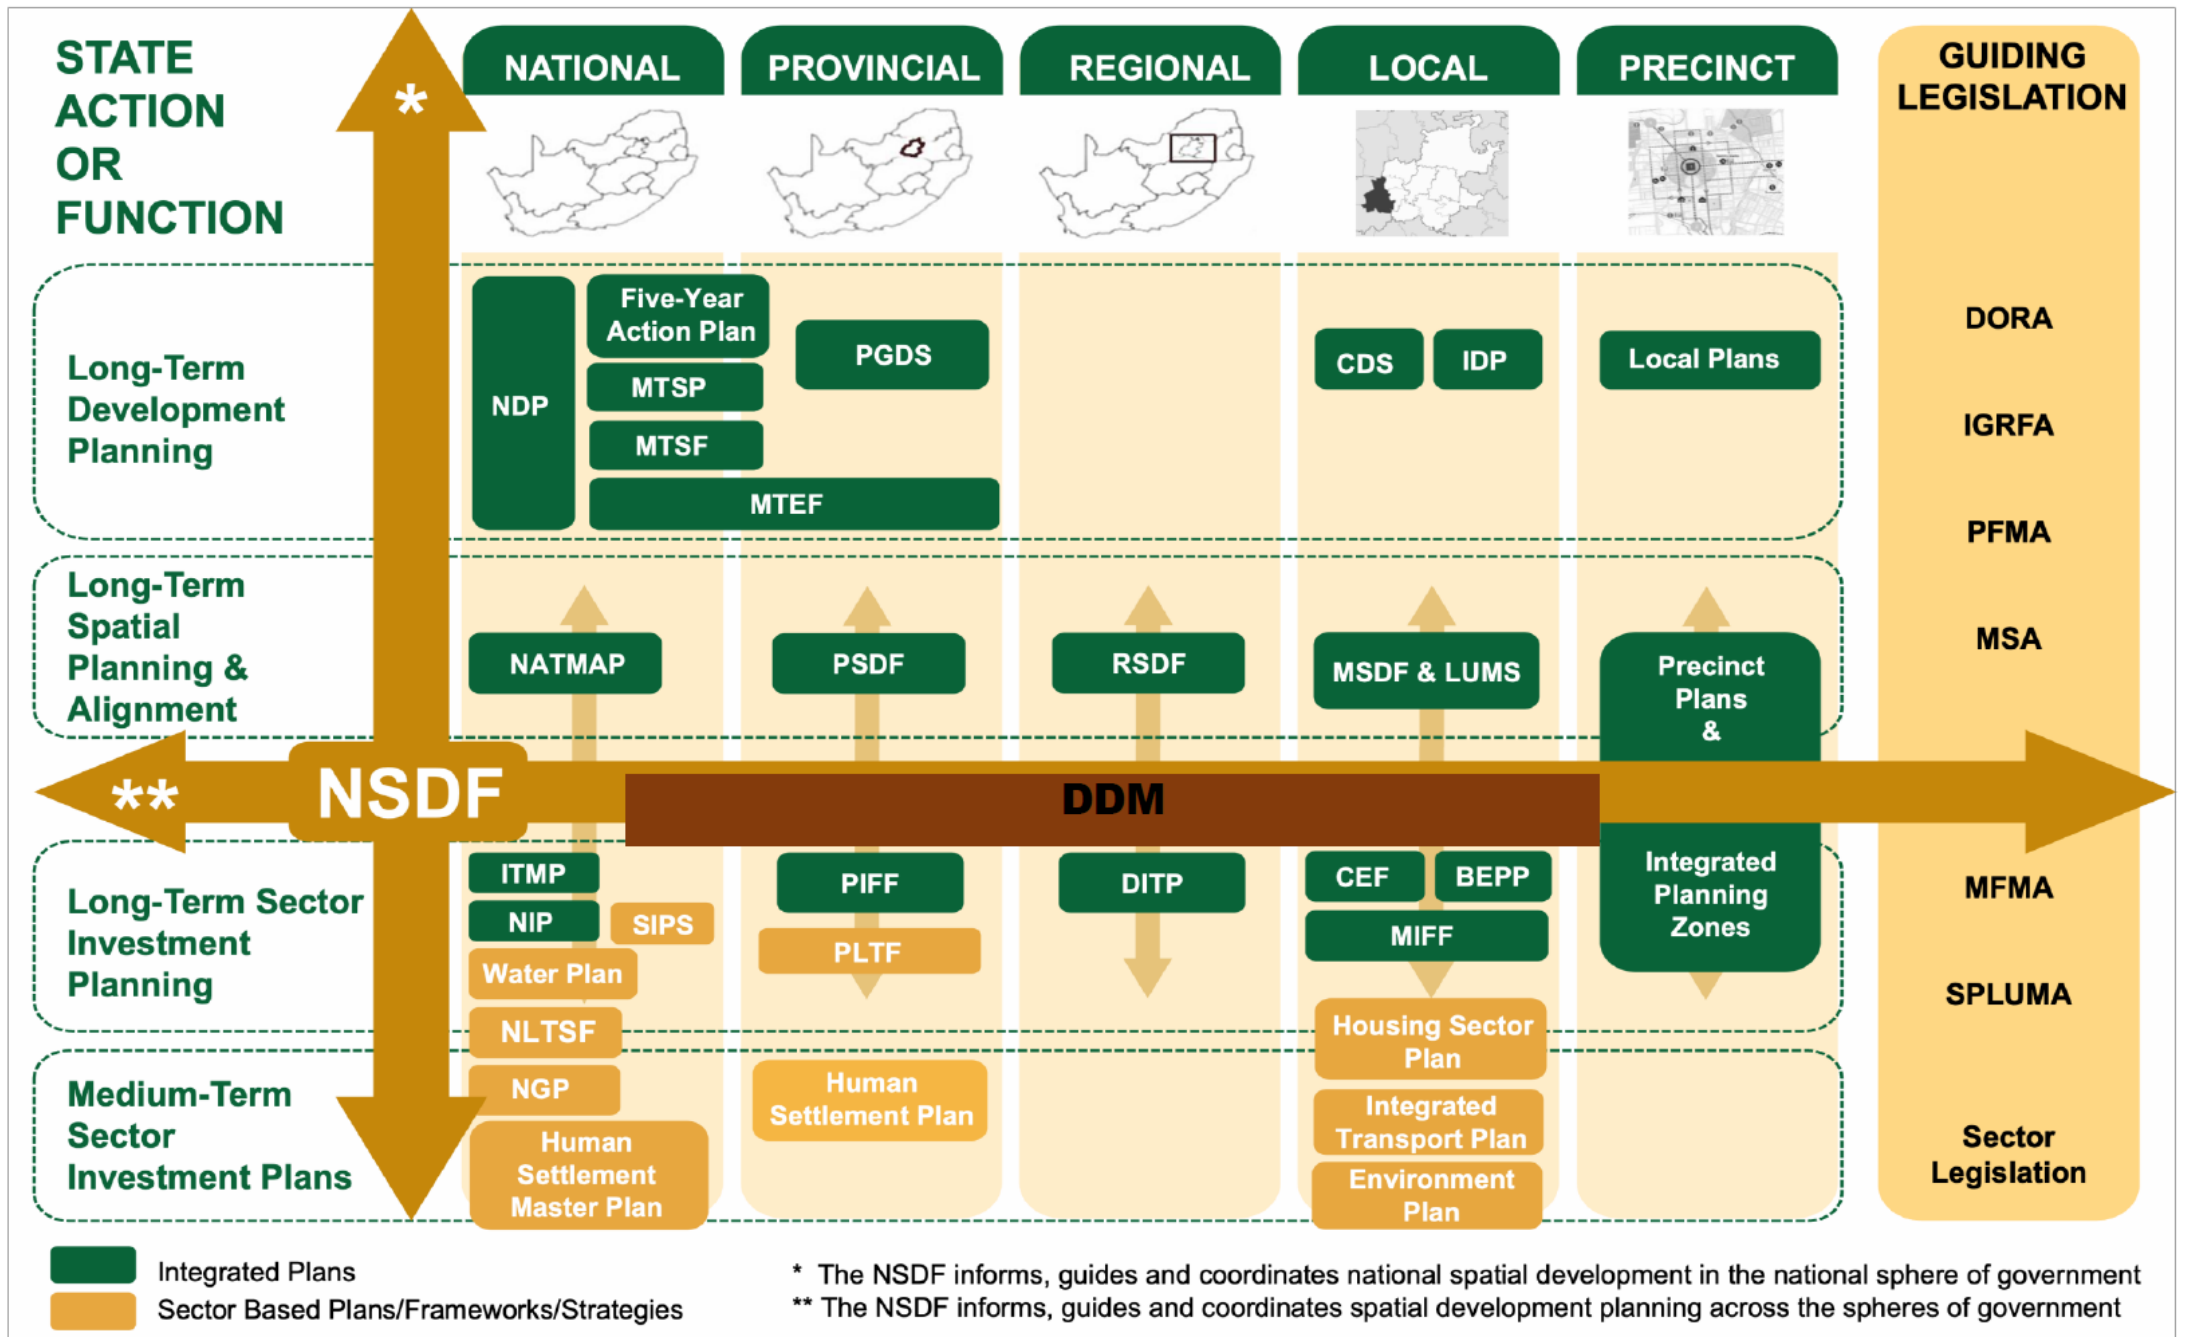 STATE
ACTION
OR
FUNCTION
*
NATIONAL
PROVINCIAL
REGIONAL
LOCAL
PRECINCT
GUIDING
LEGISLATION
Long-Term
Development
Planning
NDP
Five-Year
Action Plan
MTSP
MTSF
MTEF
PGDS
CDS
IDP
Local Plans
DORA
IGRFA
PFMA
MSA
Long-Term
Spatial
Planning &
Alignment
NATMAP
PSDF
RSDF
MSDF & LUMS
Precinct
Plans
&
Integrated
Planning
Zones
**
NSDF
DDM
Long-Term Sector
Investment
Planning
ITMP
NIP
SIPS
Water Plan
NLTSF
PIFF
PLTF
DITP
CEF
BEPP
MIFF
Housing Sector
Plan
MFMA
SPLUMA
Medium-Term
Sector
Investment Plans
NGP
Human
Settlement
Master Plan
Human
Settlement Plan
Integrated
Transport Plan
Environment
Plan
Sector
Legislation
Integrated Plans
Sector Based Plans/Frameworks/Strategies
* The NSDF informs, guides and coordinates national spatial development in the national sphere of government
** The NSDF informs, guides and coordinates spatial development planning across the spheres of government